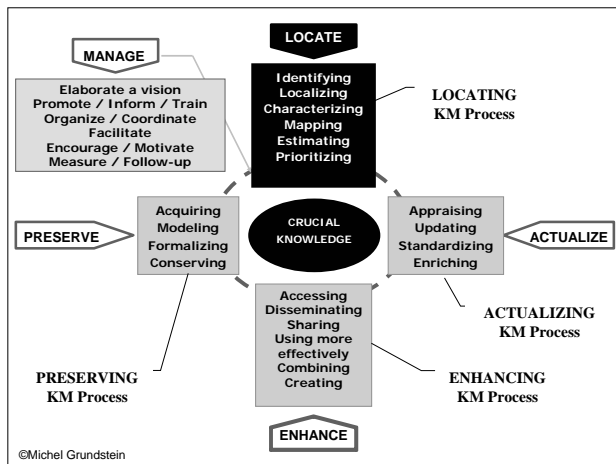 LOCATE
MANAGE
Elaborate a vision
Promote / Inform / Train
Organize / Coordinate
Facilitate
Encourage / Motivate
Measure / Follow-up
Identifying
Localizing
Characterizing
Mapping
Estimating
Prioritizing
LOCATING
KM Process
PRESERVE
Acquiring
Modeling
Formalizing
Conserving
CRUCIAL
KNOWLEDGE
Appraising
Updating
Standardizing
Enriching
ACTUALIZE
Accessing
Disseminating
Sharing
Using more
effectively
Combining
Creating
ACTUALIZING
KM Process
PRESERVING
KM Process
ENHANCING
KM Process
ENHANCE
©Michel Grundstein